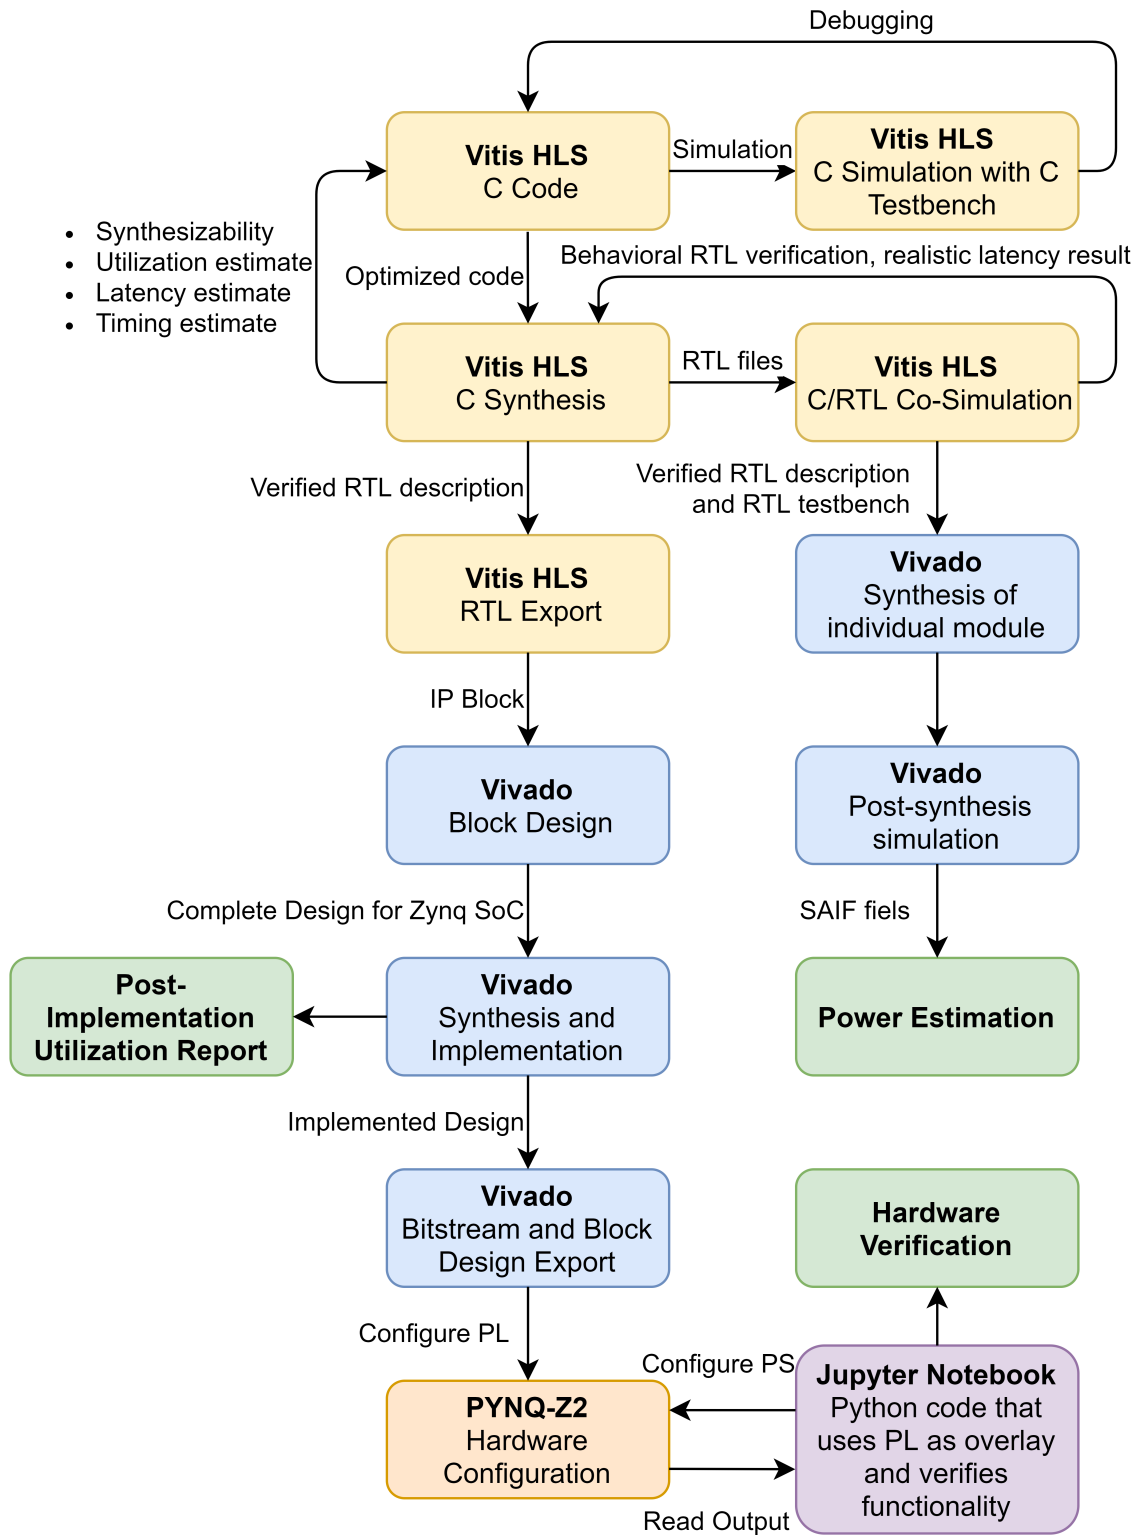 Debugging
Vitis HLS
C Code
Simulation
Vitis HLS
C Simulation with C
Testbench
• Synthesizability
• Utilization estimate
• Latency estimate
• Timing estimate
Optimized code
Behavioral RTL verification, realistic latency result
Vitis HLS
C Synthesis
RTL files
Vitis HLS
C/RTL Co-Simulation
Verified RTL description
Verified RTL description
and RTL testbench
Vitis HLS
RTL Export
Vivado
Synthesis of
individual module
IP Block
Vivado
Block Design
Vivado
Post-synthesis
simulation
Complete Design for Zynq SoC
SAIF fiels
Post-
Implementation
Utilization Report
Vivado
Synthesis and
Implementation
Power Estimation
Implemented Design
Vivado
Bitstream and Block
Design Export
Hardware
Verification
Configure PL
Configure PS
PYNQ-Z2
Hardware
Configuration
Jupyter Notebook
Python code that
uses PL as overlay
and verifies
functionality
Read Output